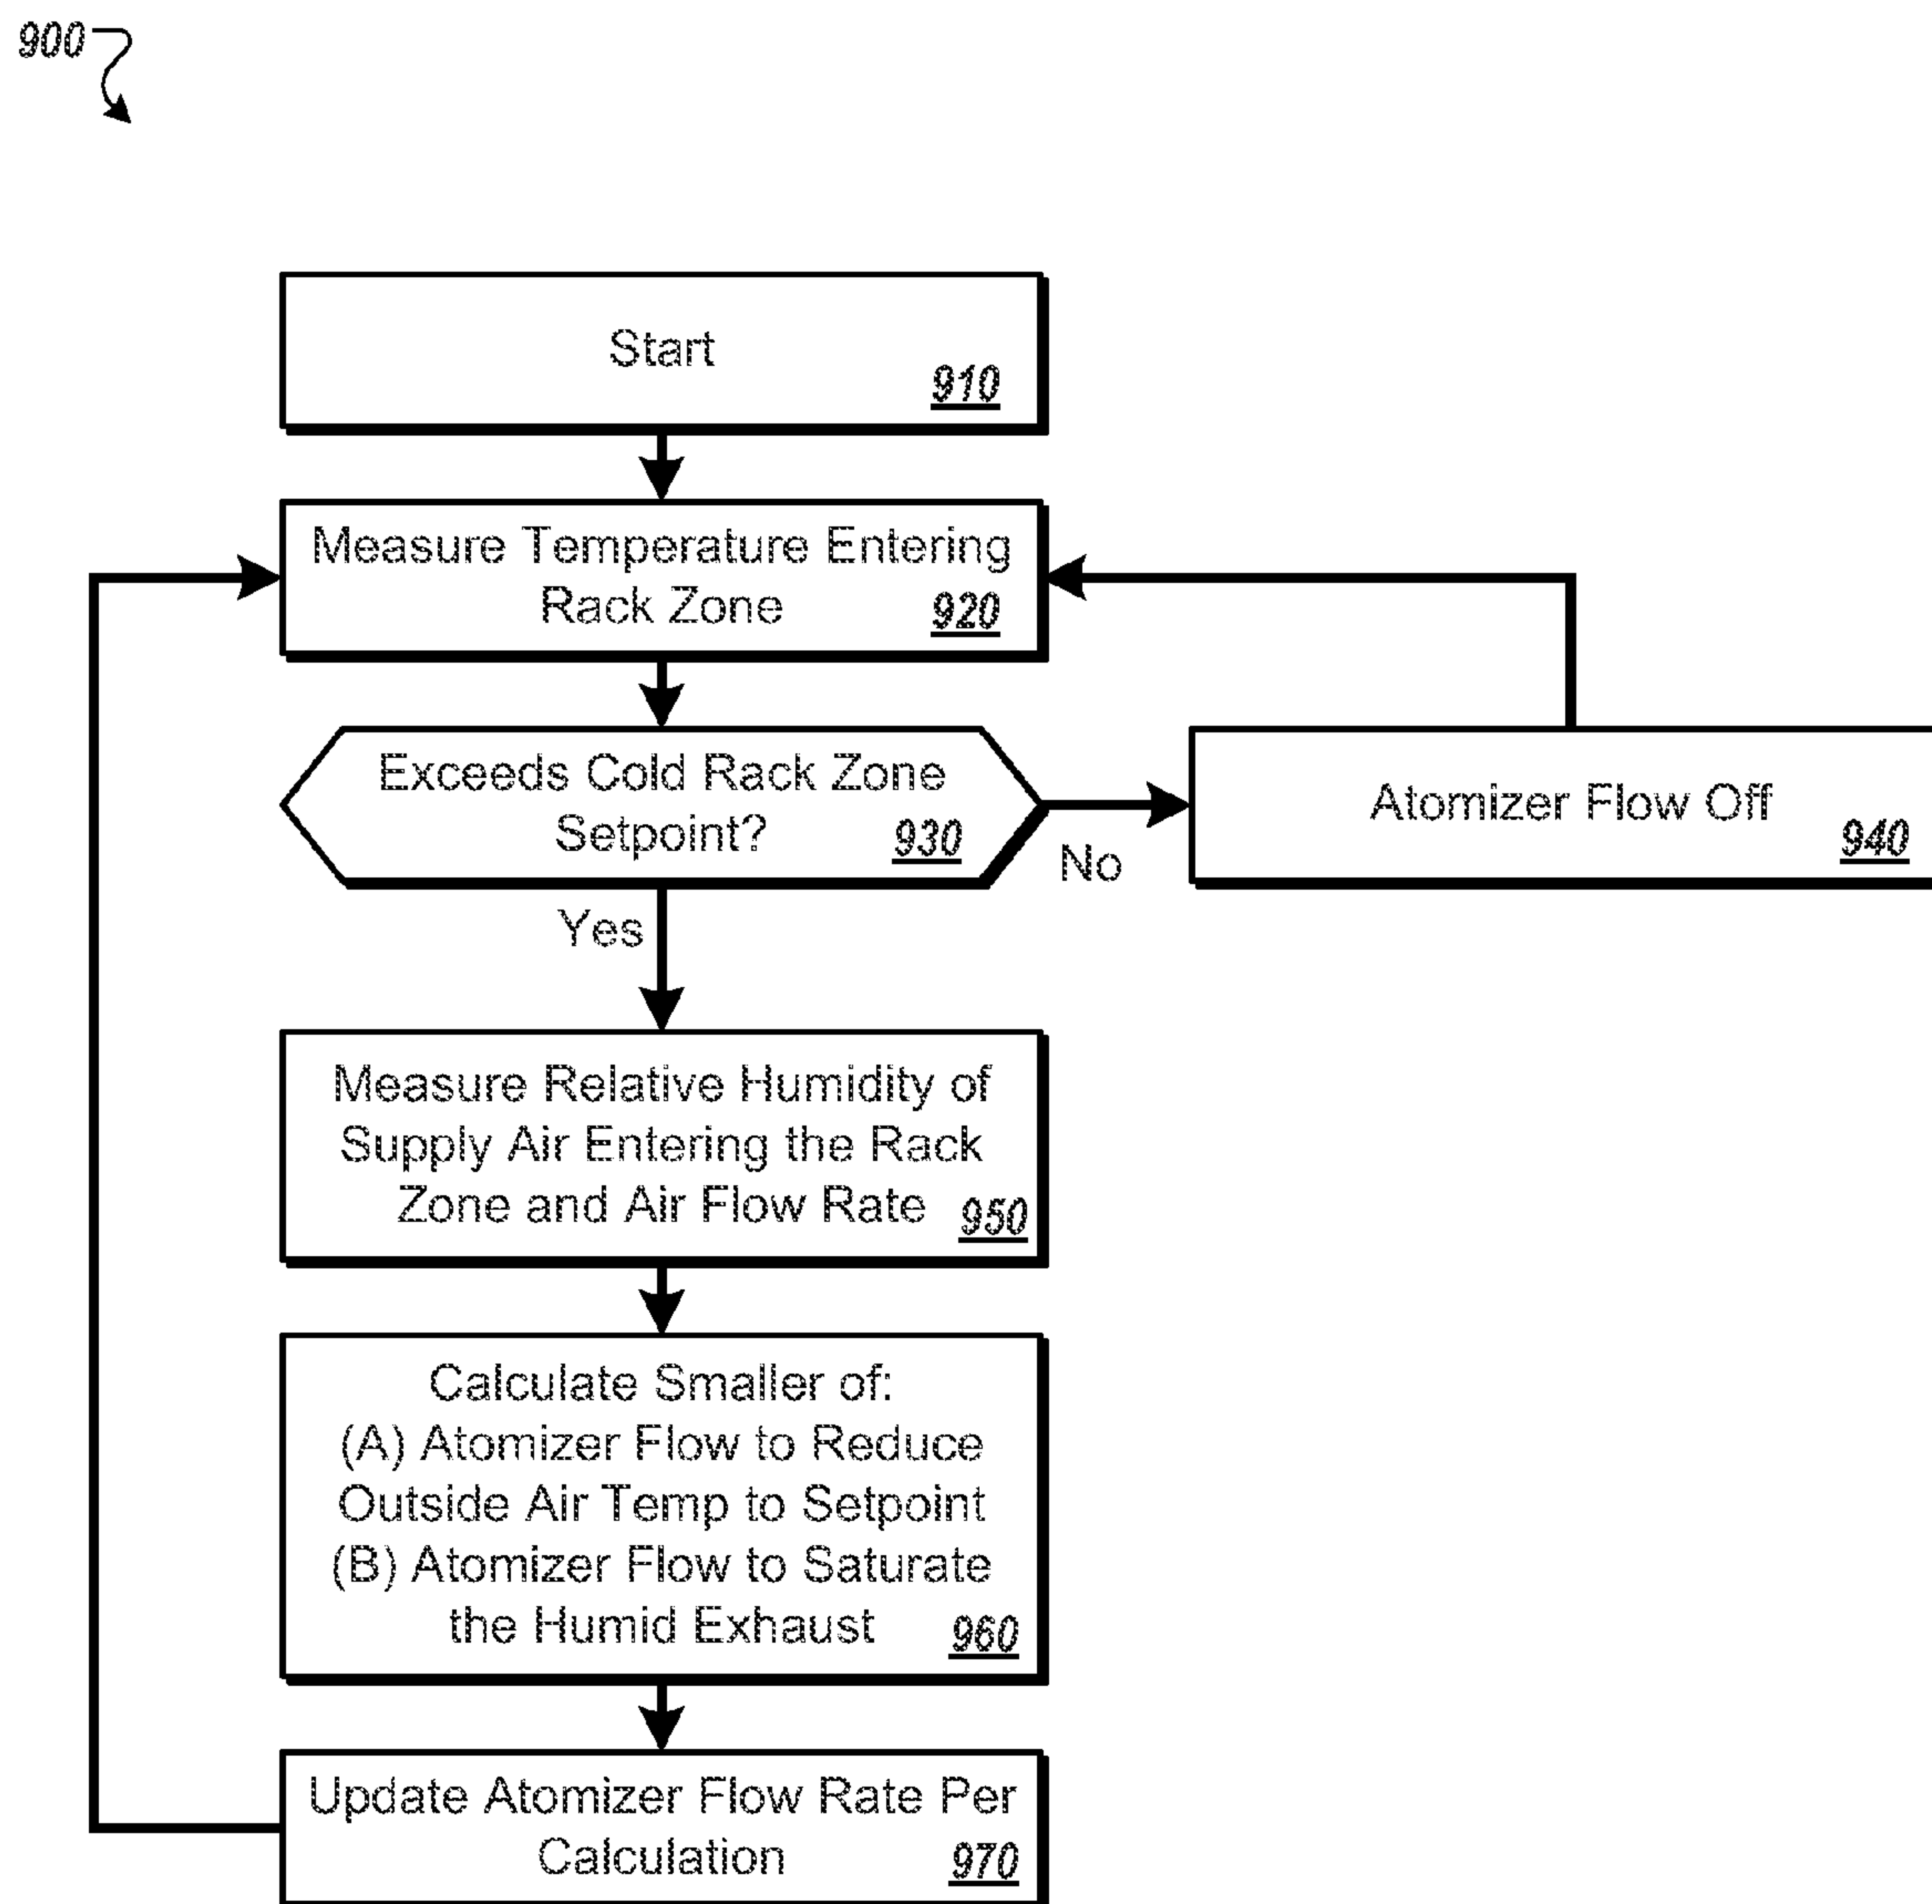 900
Start
910
Measure Temperature Entering
Rack Zone
920
Exceeds Cold Rack Zone
Setpoint?
930
No
Atomizer Flow Off
940
Yes
Measure Relative Humidity of
Supply Air Entering the Rack
Zone and Air Flow Rate
950
Calculate Smaller of:
(A) Atomizer Flow to Reduce
Outside Air Temp to Setpoint
(B) Atomizer Flow to Saturate
the Humid Exhaust
960
Update Atomizer Flow Rate Per
Calculation
970